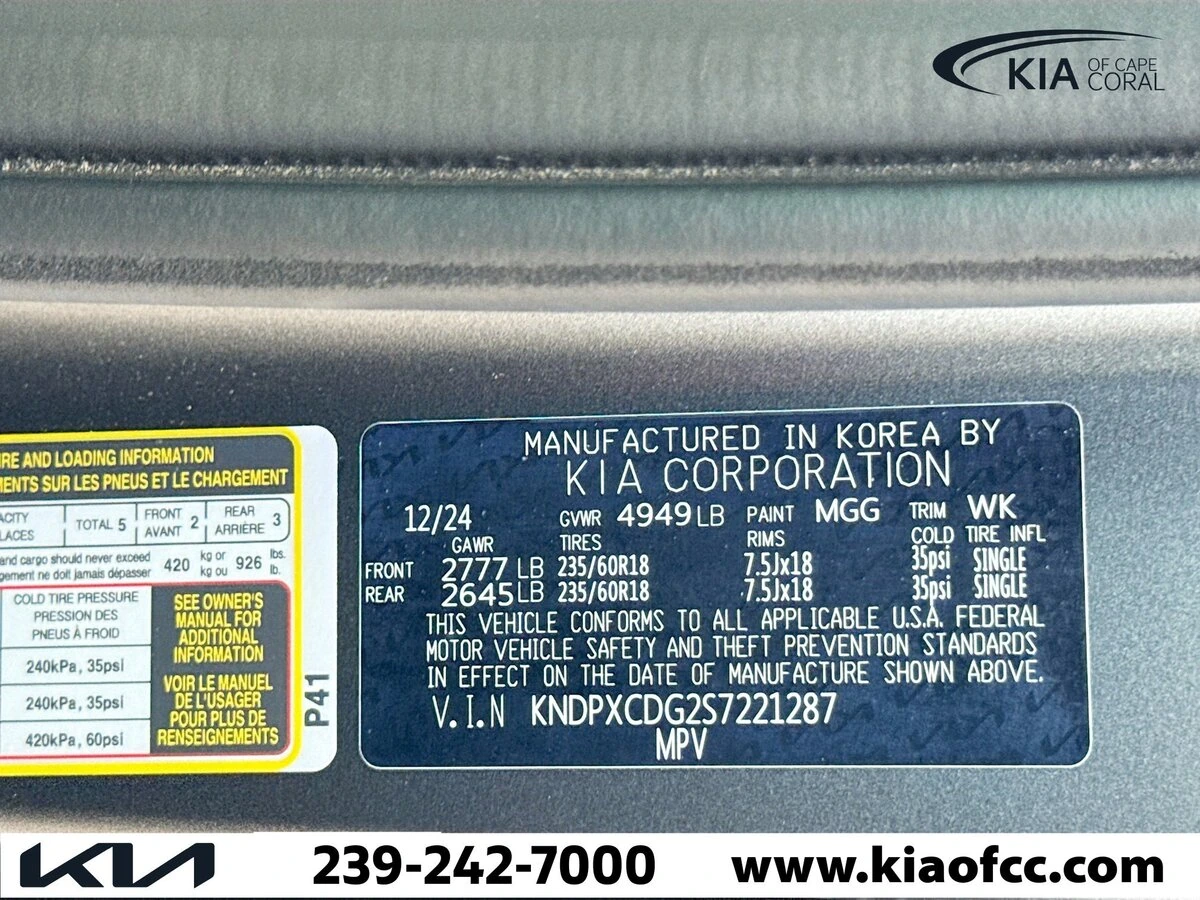 KIA OF CAPE CORAL
RE AND LOADING INFORMATION
MENTS SUR LES PNEUS ET LE CHARGEMENT
ACITY
LACES
TOTAL 5
FRONT
AVANT 2
REAR
ARRIÈRE 3
and cargo should never exceed
gement ne doit jamais dépasser
420
kg or
kg ou
926
lbs.
lb.
COLD TIRE PRESSURE
PRESSION DES
PNEUS À FROID
240kPa, 35psi
240kPa, 35psi
420kPa, 60psi
SEE OWNER'S
MANUAL FOR
ADDITIONAL
INFORMATION
VOIR LE MANUEL
DE L'USAGER
POUR PLUS DE
RENSEIGNEMENTS
P41
MANUFACTURED IN KOREA BY
KIA CORPORATION
12/24 GVWR 4949 LB PAINT MGG TRIM WK
GAWR TIRES RIMS COLD TIRE INFL
FRONT 2777 LB 235/60R18 7.5Jx18 35psi SINGLE
REAR 2645 LB 235/60R18 7.5Jx18 35psi SINGLE
THIS VEHICLE CONFORMS TO ALL APPLICABLE U.S.A. FEDERAL
MOTOR VEHICLE SAFETY AND THEFT PREVENTION STANDARDS
IN EFFECT ON THE DATE OF MANUFACTURE SHOWN ABOVE.
V.I.N KNDPXCDG2S7221287
MPV
KIA 239-242-7000 www.kiaofcc.com